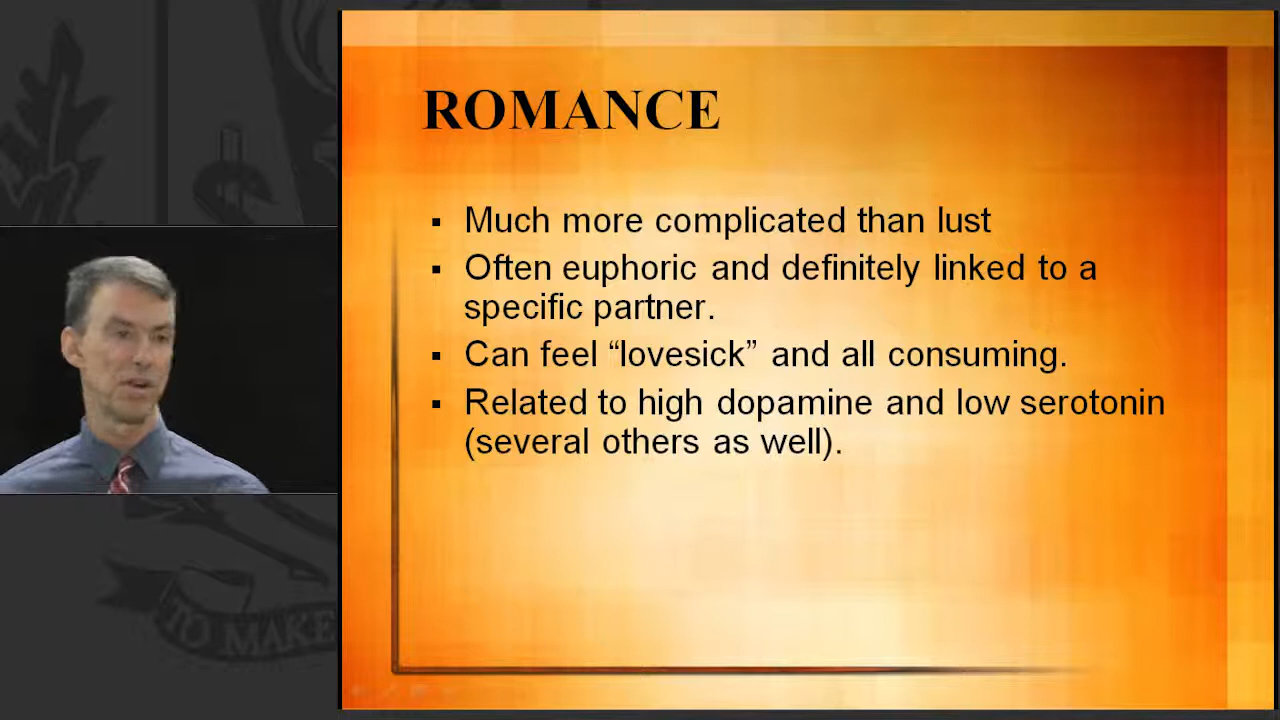 ROMANCE
▪ Much more complicated than lust
▪ Often euphoric and definitely linked to a
specific partner.
▪ Can feel “lovesick” and all consuming.
▪ Related to high dopamine and low serotonin
(several others as well).
TO MAKE